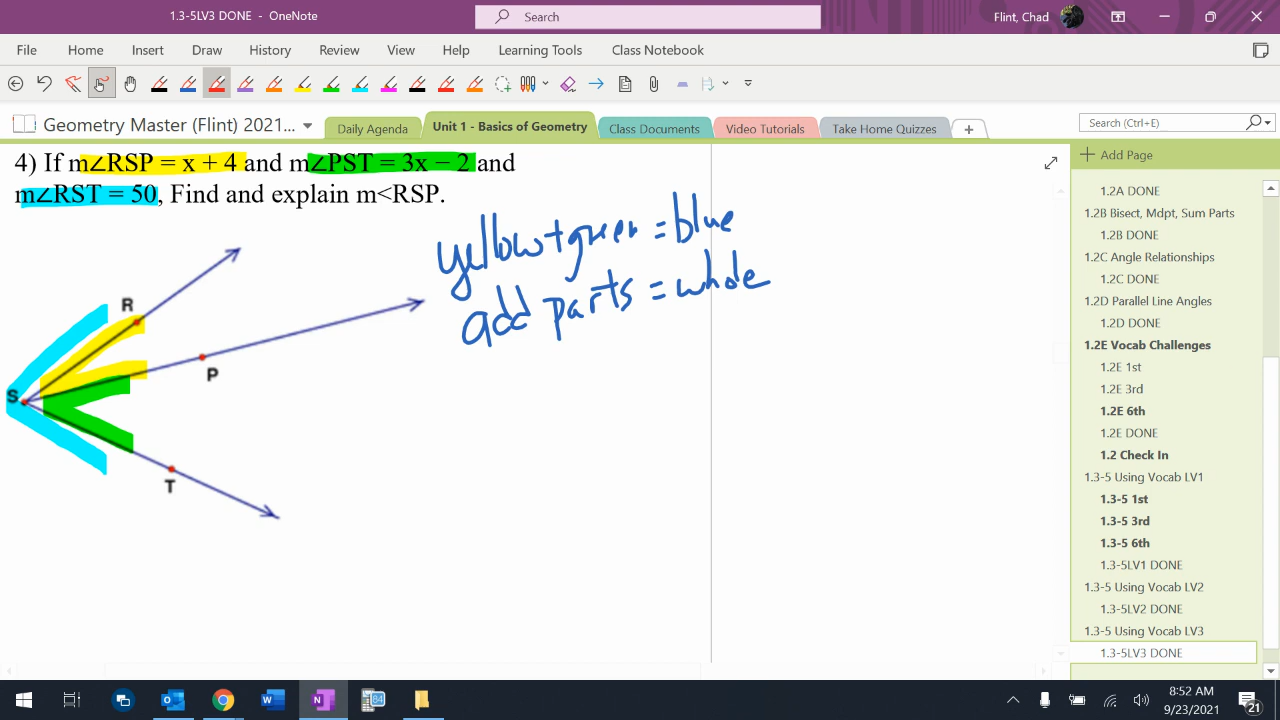 1.3-5LV3 DONE - OneNote
Search
Flint, Chad
File Home Insert Draw History Review View Help Learning Tools Class Notebook
Geometry Master (Flint) 2021...
Daily Agenda
Unit 1 - Basics of Geometry
Class Documents
Video Tutorials
Take Home Quizzes
Search (Ctrl+E)
4) If m∠RSP = x + 4 and m∠PST = 3x – 2 and
m∠RST = 50, Find and explain m<RSP.
yellow + green = blue
add parts = whole
R
P
S
T
Add Page
1.2A DONE
1.2B Bisect, Mdpt, Sum Parts
1.2B DONE
1.2C Angle Relationships
1.2C DONE
1.2D Parallel Line Angles
1.2D DONE
1.2E Vocab Challenges
1.2E 1st
1.2E 3rd
1.2E 6th
1.2E DONE
1.2 Check In
1.3-5 Using Vocab LV1
1.3-5 1st
1.3-5 3rd
1.3-5 6th
1.3-5LV1 DONE
1.3-5 Using Vocab LV2
1.3-5LV2 DONE
1.3-5 Using Vocab LV3
1.3-5LV3 DONE
8:52 AM
9/23/2021
21